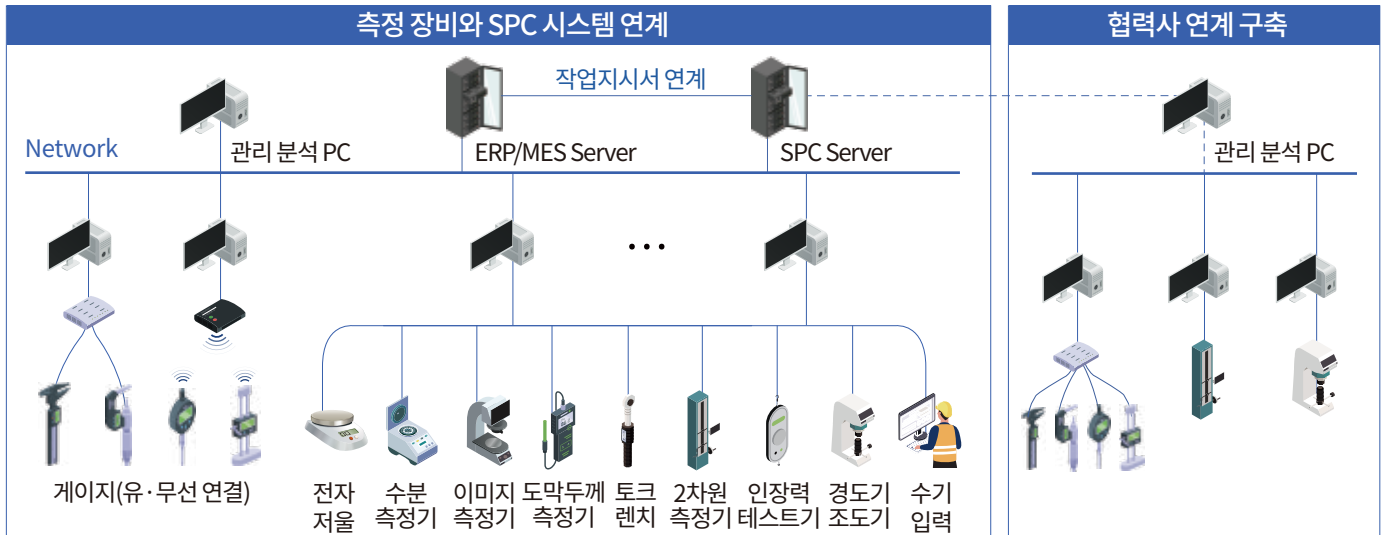 측정 장비와 SPC 시스템 연계
협력사 연계 구축
작업지시서 연계
Network
관리 분석 PC
ERP/MES Server
SPC Server
관리 분석 PC
...
게이지(유·무선 연결)
전자
저울
수분
측정기
이미지
측정기
도막두께
측정기
토크
렌치
2차원
측정기
인장력
테스트기
경도기
조도기
수기
입력